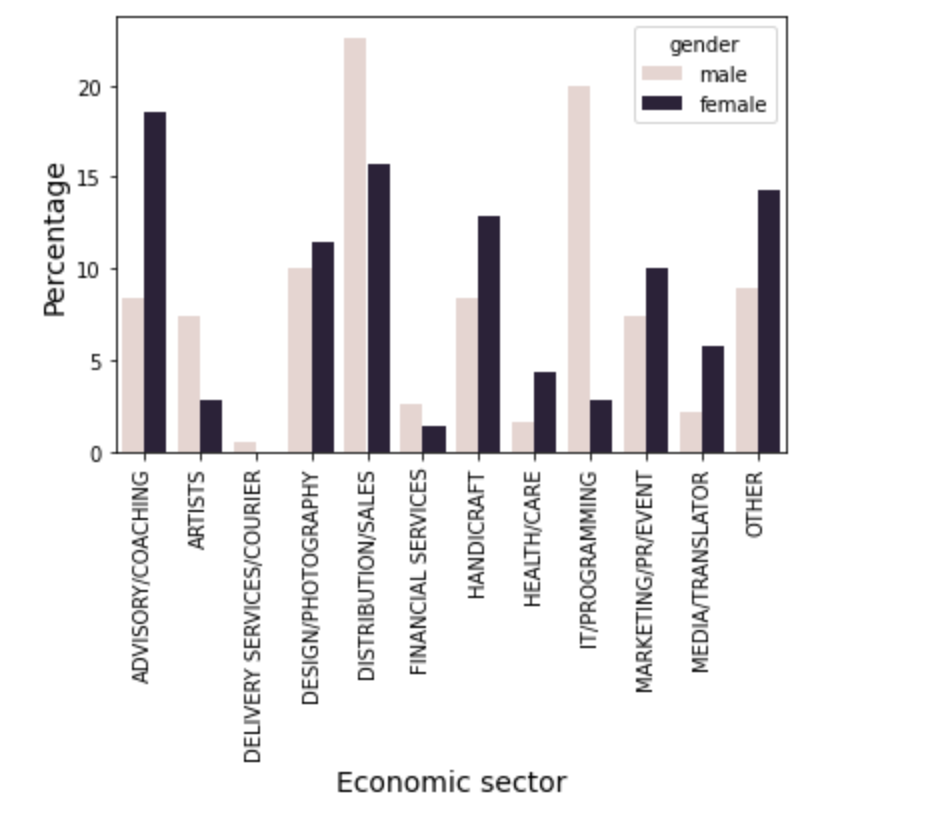 gender
male
female
Percentage
20
15
10
5
0
ADVISORY/COACHING
ARTISTS
DELIVERY SERVICES/COURIER
DESIGN/PHOTOGRAPHY
DISTRIBUTION/SALES
FINANCIAL SERVICES
HANDICRAFT
HEALTH/CARE
IT/PROGRAMMING
MARKETING/PR/EVENT
MEDIA/TRANSLATOR
OTHER
Economic sector